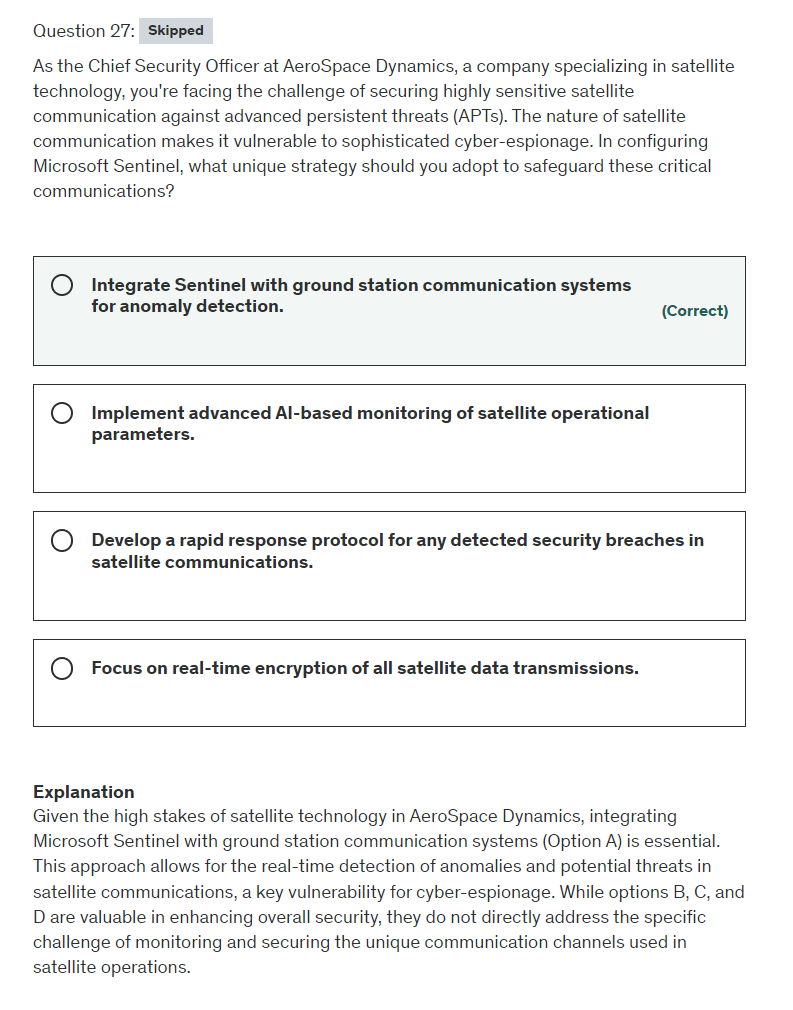 Question 27: Skipped
As the Chief Security Officer at AeroSpace Dynamics, a company specializing in satellite
technology, you're facing the challenge of securing highly sensitive satellite
communication against advanced persistent threats (APTs). The nature of satellite
communication makes it vulnerable to sophisticated cyber-espionage. In configuring
Microsoft Sentinel, what unique strategy should you adopt to safeguard these critical
communications?
Integrate Sentinel with ground station communication systems
for anomaly detection.
(Correct)
Implement advanced AI-based monitoring of satellite operational
parameters.
Develop a rapid response protocol for any detected security breaches in
satellite communications.
Focus on real-time encryption of all satellite data transmissions.
Explanation
Given the high stakes of satellite technology in AeroSpace Dynamics, integrating
Microsoft Sentinel with ground station communication systems (Option A) is essential.
This approach allows for the real-time detection of anomalies and potential threats in
satellite communications, a key vulnerability for cyber-espionage. While options B, C, and
D are valuable in enhancing overall security, they do not directly address the specific
challenge of monitoring and securing the unique communication channels used in
satellite operations.